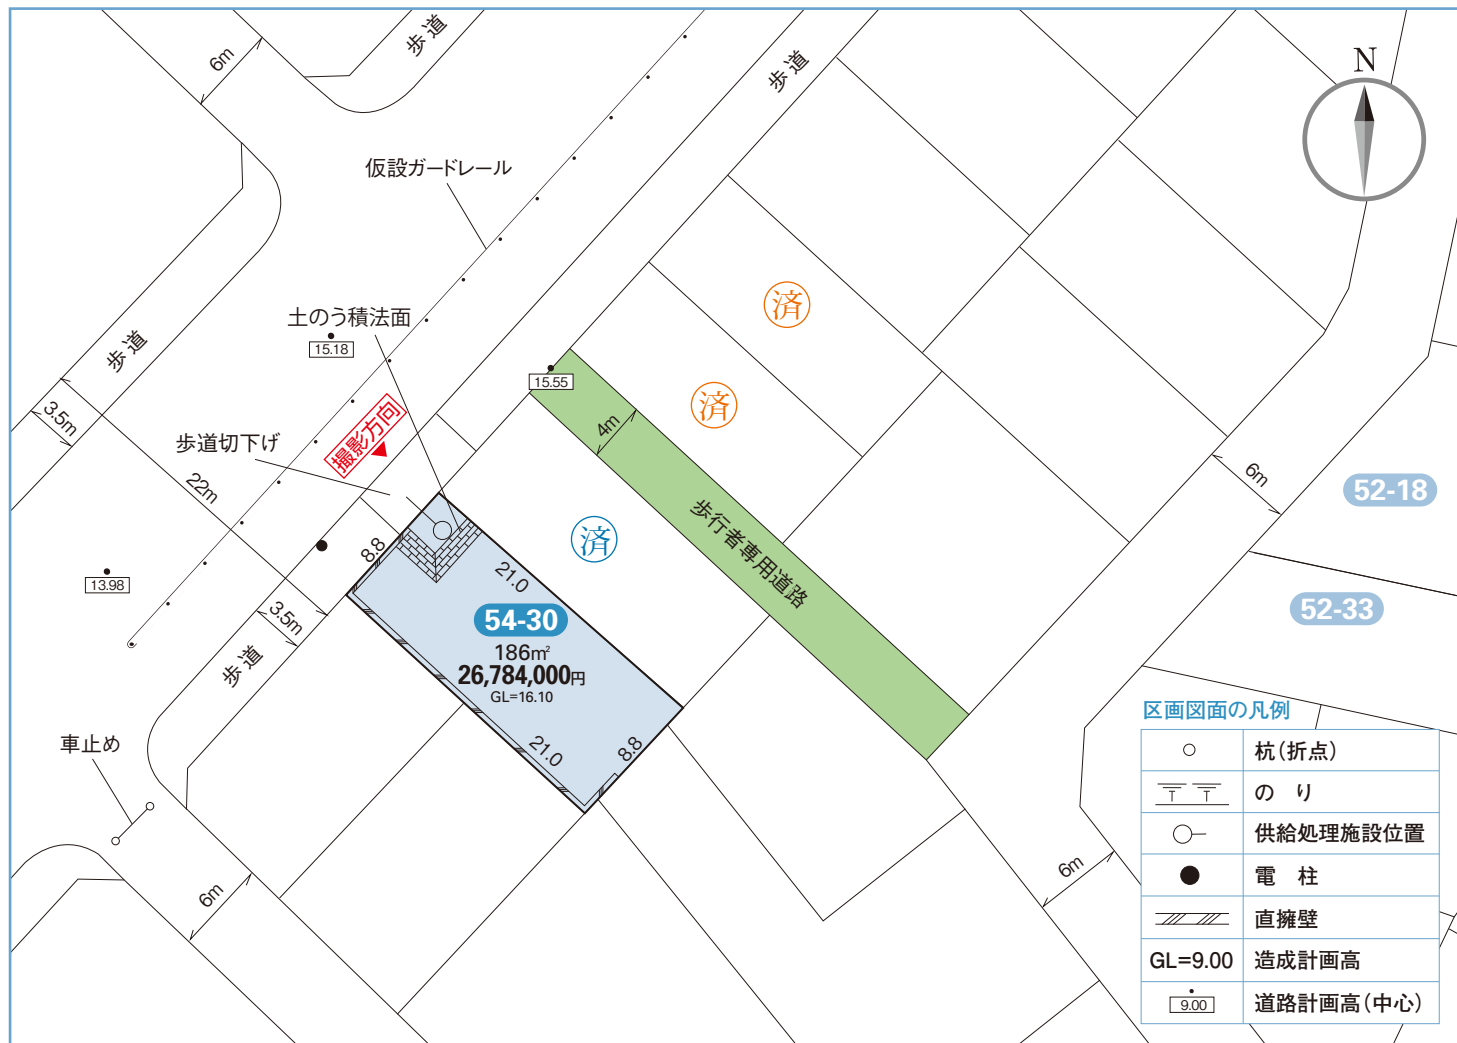 歩道
6m
歩道
N
仮設ガードレール
土のう積法面
15.18
済
歩道
15.55
済
3.5m
撮影方向
4m
歩道切下げ
22m
6m
52-18
済
歩行者専用道路
8.8
21.0
13.98
3.5m
54-30
186㎡
26,784,000円
GL=16.10
52-33
歩道
21.0
8.8
車止め
6m
6m
区画図面の凡例
杭(折点)
のり
供給処理施設位置
電柱
直擁壁
GL=9.00 造成計画高
9.00 道路計画高(中心)